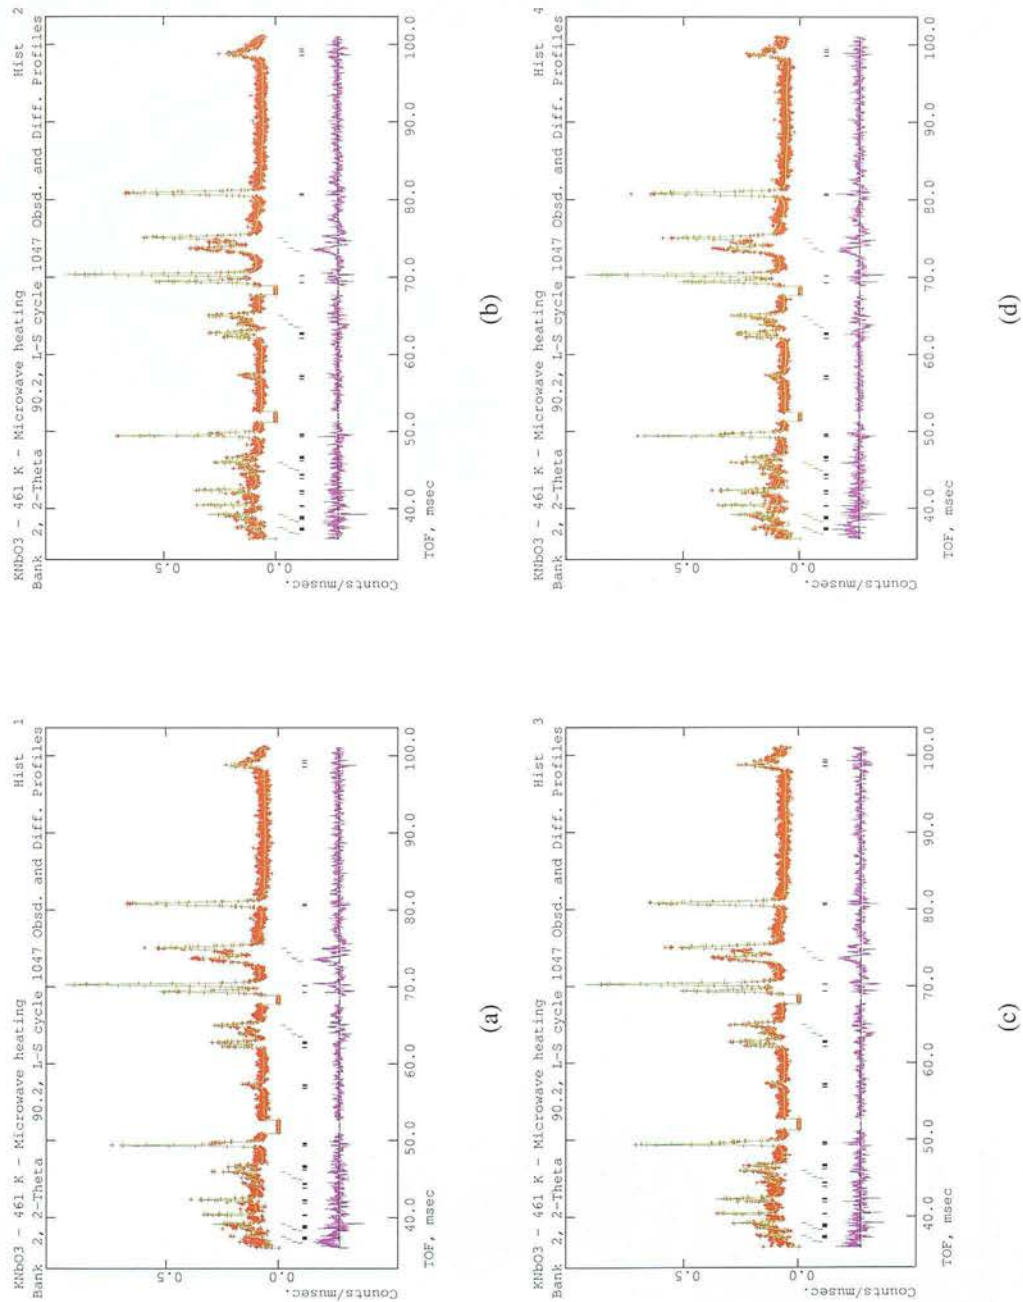 KNbO3 - 461 K - Microwave heating Hist 1
Bank 2, 2-Theta 90.2, L-S cycle 1047 Obsd. and Diff. Profiles
Counts/musec.
0.0
0.5
40.0 50.0 60.0 70.0 80.0 90.0 100.0
TOF, msec
(a)
KNbO3 - 461 K - Microwave heating Hist 2
Bank 2, 2-Theta 90.2, L-S cycle 1047 Obsd. and Diff. Profiles
Counts/musec.
0.0
0.5
40.0 50.0 60.0 70.0 80.0 90.0 100.0
TOF, msec
(b)
KNbO3 - 461 K - Microwave heating Hist 3
Bank 2, 2-Theta 90.2, L-S cycle 1047 Obsd. and Diff. Profiles
Counts/musec.
0.0
0.5
40.0 50.0 60.0 70.0 80.0 90.0 100.0
TOF, msec
(c)
KNbO3 - 461 K - Microwave heating Hist 4
Bank 2, 2-Theta 90.2, L-S cycle 1047 Obsd. and Diff. Profiles
Counts/musec.
0.0
0.5
40.0 50.0 60.0 70.0 80.0 90.0 100.0
TOF, msec
(d)